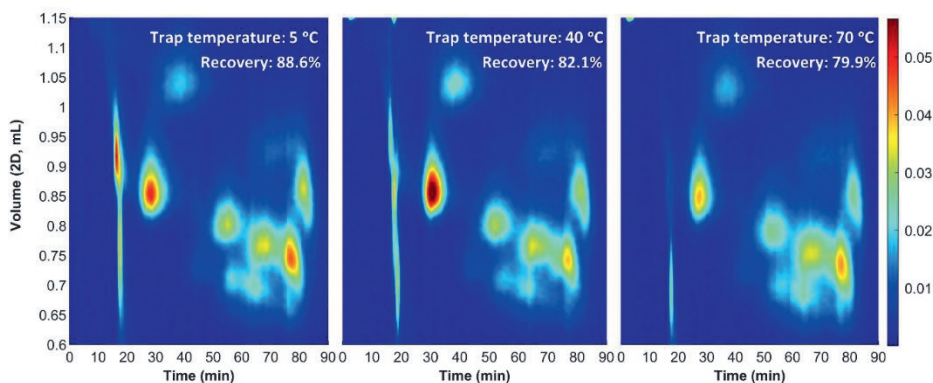 Trap temperature: 5 °C
Recovery: 88.6%
Trap temperature: 40 °C
Recovery: 82.1%
Trap temperature: 70 °C
Recovery: 79.9%
Volume (2D, mL)
1.15
1.1
1.05
1
0.95
0.9
0.85
0.8
0.75
0.7
0.65
0.6
0 10 20 30 40 50 60 70 80 90
0 10 20 30 40 50 60 70 80 90
0 10 20 30 40 50 60 70 80 90
Time (min)
Time (min)
Time (min)
0.05
0.04
0.03
0.02
0.01